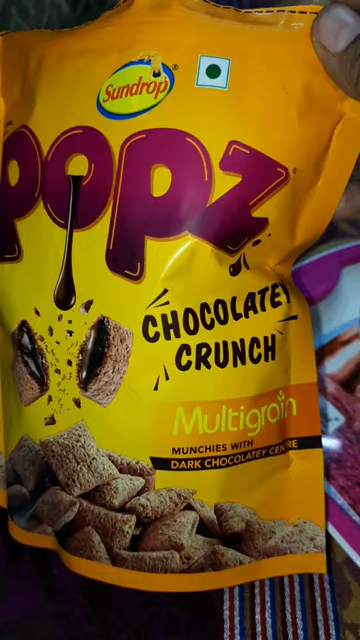 Sundrop®
popz
CHOCOLATEY
CRUNCH
Multigrain
MUNCHIES WITH
DARK CHOCOLATEY CENTRE